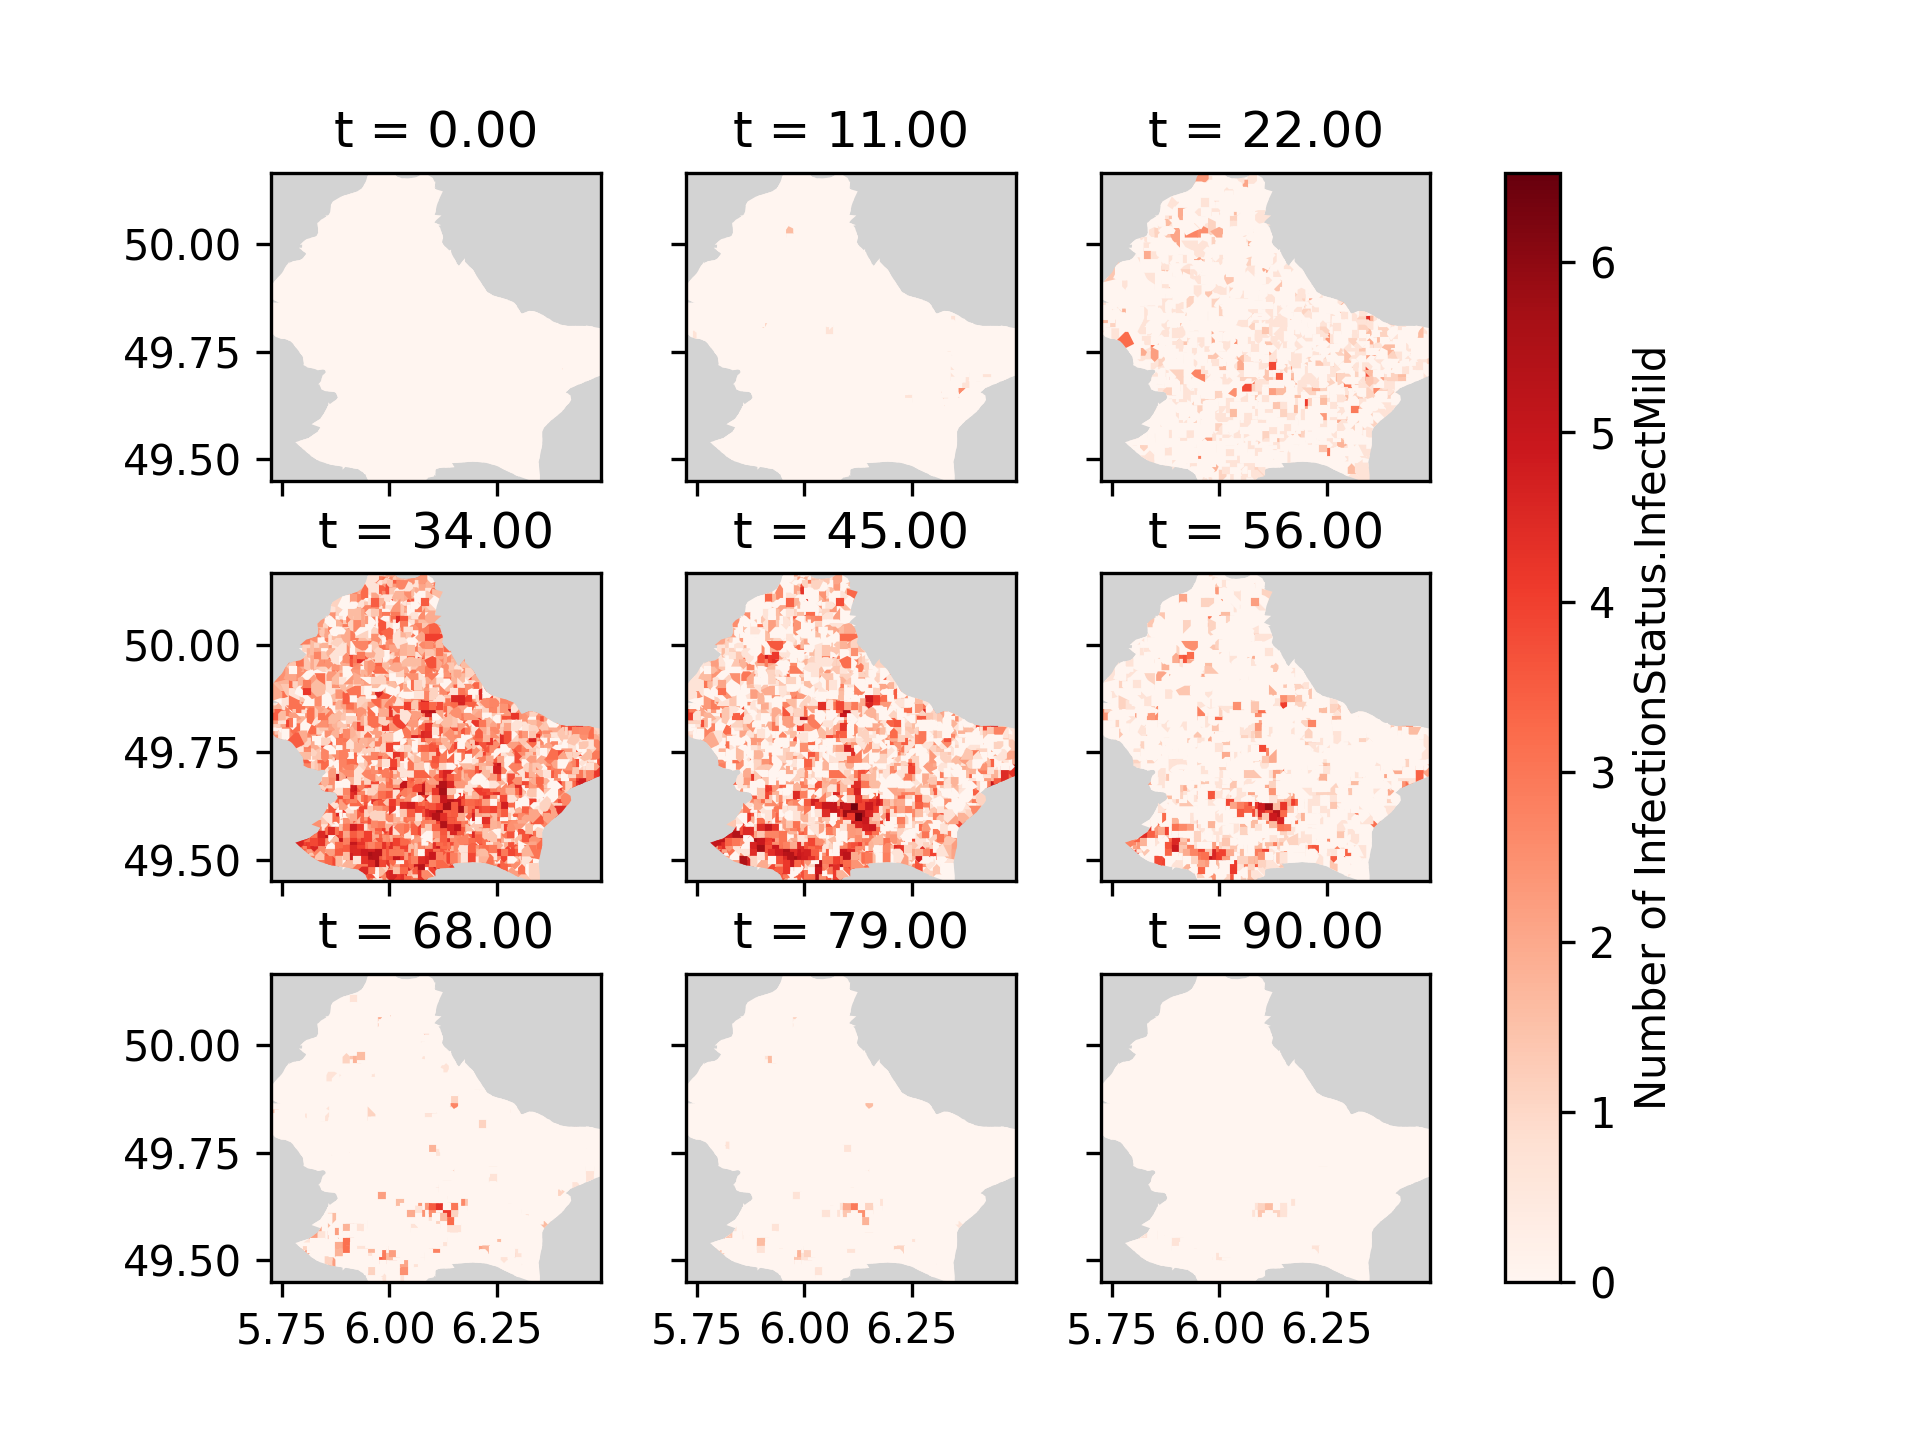 t = 0.00
t = 11.00
t = 22.00
50.00
49.75
49.50
t = 34.00
t = 45.00
t = 56.00
50.00
49.75
49.50
t = 68.00
t = 79.00
t = 90.00
50.00
49.75
49.50
5.75 6.00 6.25
5.75 6.00 6.25
5.75 6.00 6.25
6
5
4
3
2
1
0
Number of InfectionStatus.InfectMild